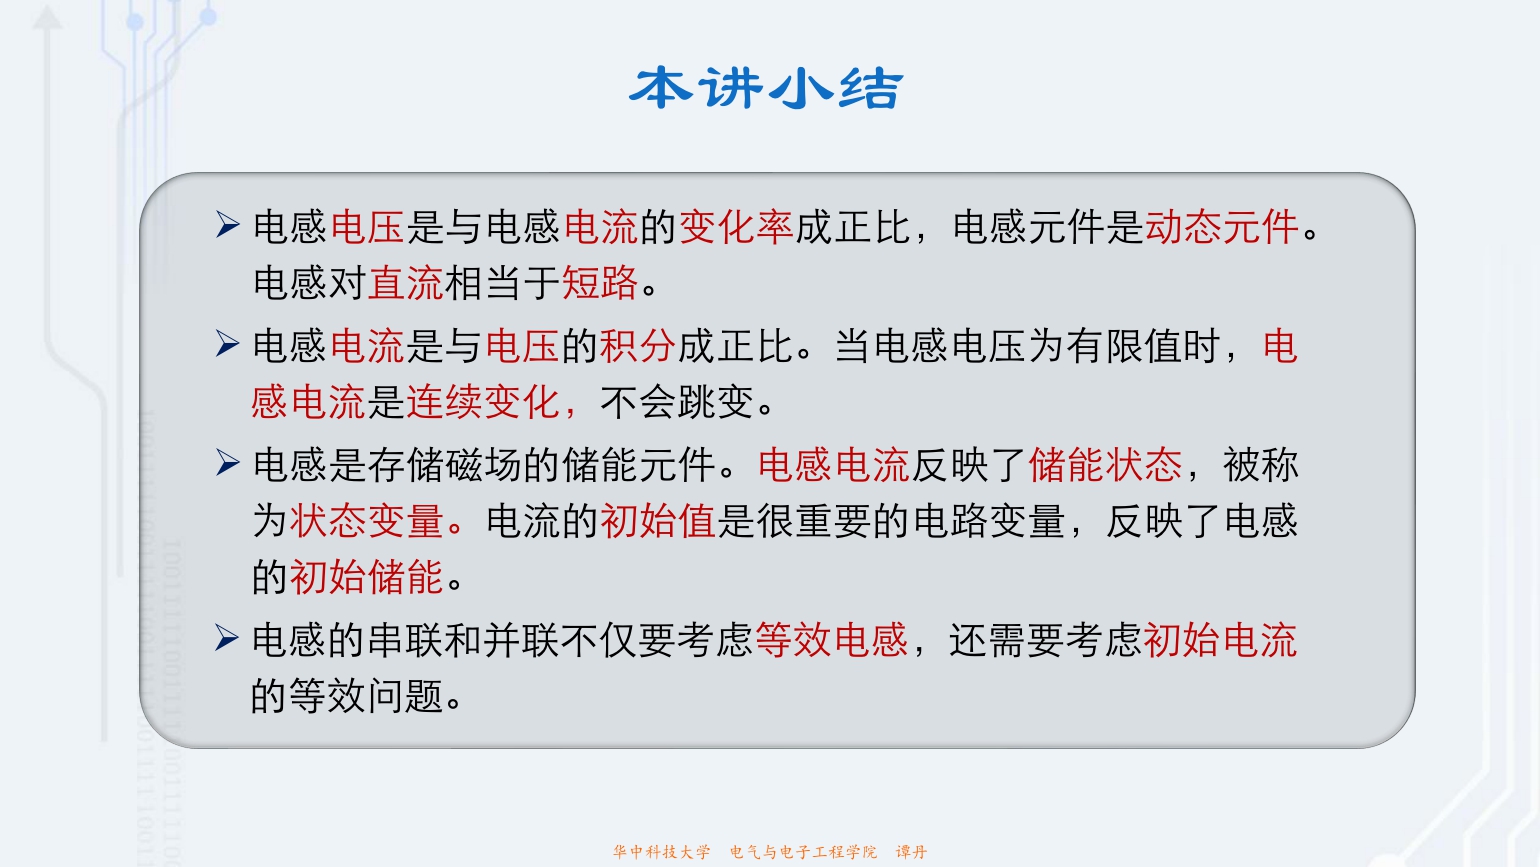 本讲小结
电感电压是与电感电流的变化率成正比，电感元件是动态元件。
电感对直流相当于短路。
电感电流是与电压的积分成正比。当电感电压为有限值时，电
感电流是连续变化，不会跳变。
电感是存储磁场的储能元件。电感电流反映了储能状态，被称
为状态变量。电流的初始值是很重要的电路变量，反映了电感
的初始储能。
电感的串联和并联不仅要考虑等效电感，还需要考虑初始电流
的等效问题。
华中科技大学 电气与电子工程学院 谭丹